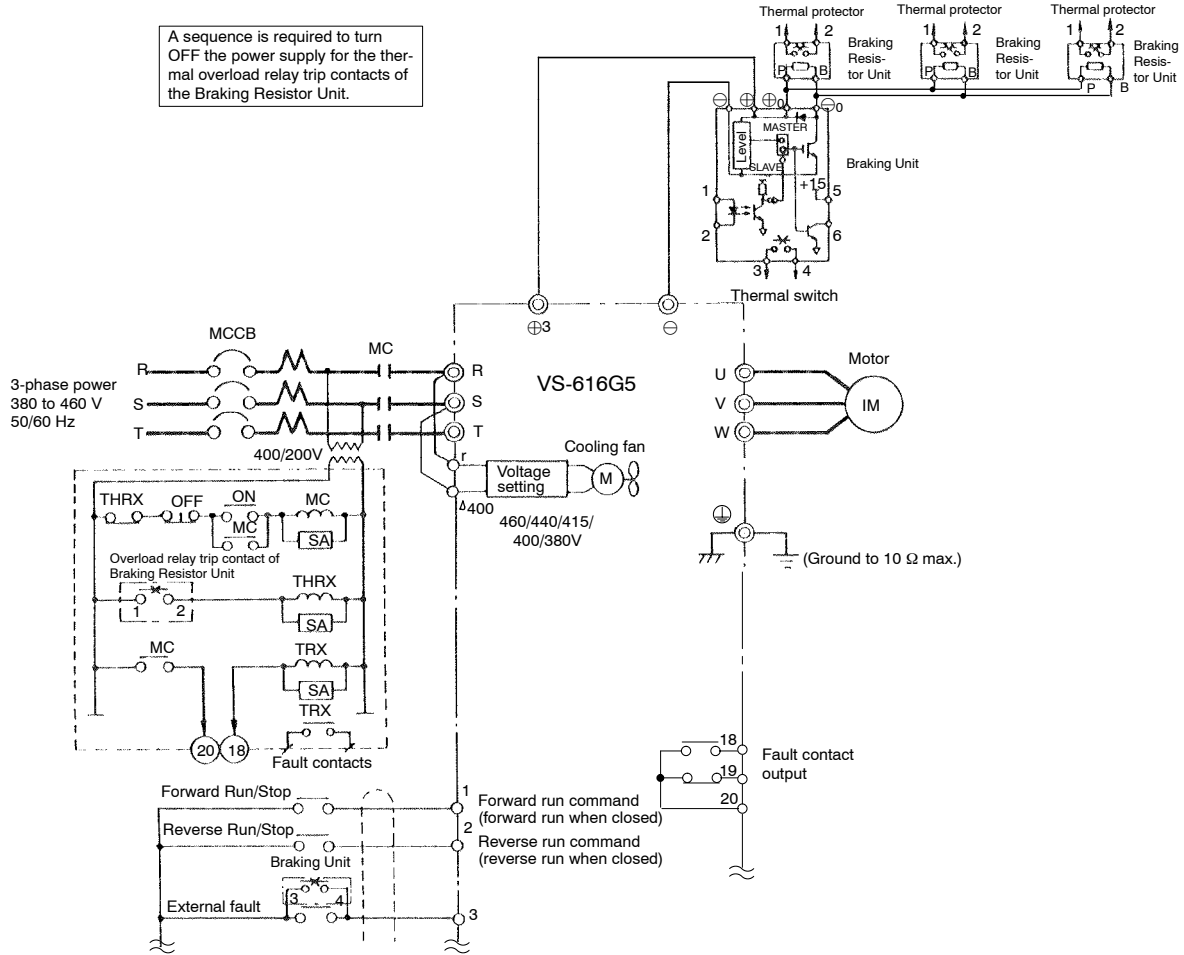 A sequence is required to turn
OFF the power supply for the ther-
mal overload relay trip contacts of
the Braking Resistor Unit.
Thermal protector
Thermal protector
Thermal protector
1 2
1 2
1 2
Braking
Resis-
tor Unit
Braking
Resis-
tor Unit
Braking
Resis-
tor Unit
P B
P B
P B
⊖ ⊕ ⊕0 ⊖0
Level
MASTER
SLAVE
+15
1
2
5
6
3 4
Braking Unit
Thermal switch
⊕3
⊖
MCCB
MC
3-phase power
380 to 460 V
50/60 Hz
R
S
T
R
S
T
VS-616G5
U
V
W
Motor
IM
400/200V
r
Δ400
Voltage
setting
Cooling fan
M
460/440/415/
400/380V
(Ground to 10 Ω max.)
THRX
OFF
ON
MC
MC
SA
Overload relay trip contact of
Braking Resistor Unit
1 2
THRX
SA
MC
TRX
SA
TRX
20 18
Fault contacts
18
19
20
Fault contact
output
Forward Run/Stop
1
Forward run command
(forward run when closed)
Reverse Run/Stop
2
Reverse run command
(reverse run when closed)
Braking Unit
3 4
External fault
3